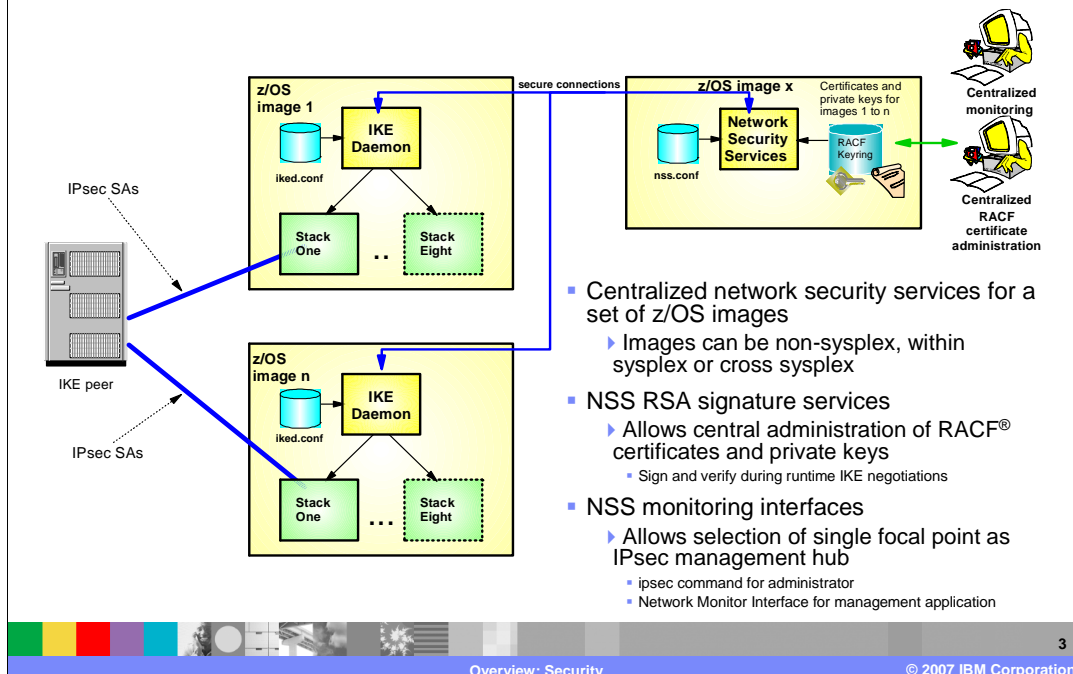 z/OS
image 1
IKE
Daemon
iked.conf
Stack
One
..
Stack
Eight
secure connections
z/OS image x
Network
Security
Services
nss.conf
Certificates and
private keys for
images 1 to n
RACF
Keyring
Centralized
monitoring
Centralized
RACF
certificate
administration
IPsec SAs
IKE peer
IPsec SAs
z/OS
image n
IKE
Daemon
iked.conf
Stack
One
...
Stack
Eight
Centralized network security services for a
set of z/OS images
Images can be non-sysplex, within
sysplex or cross sysplex
NSS RSA signature services
Allows central administration of RACF®
certificates and private keys
Sign and verify during runtime IKE negotiations
NSS monitoring interfaces
Allows selection of single focal point as
IPsec management hub
ipsec command for administrator
Network Monitor Interface for management application
3
Overview: Security
© 2007 IBM Corporation